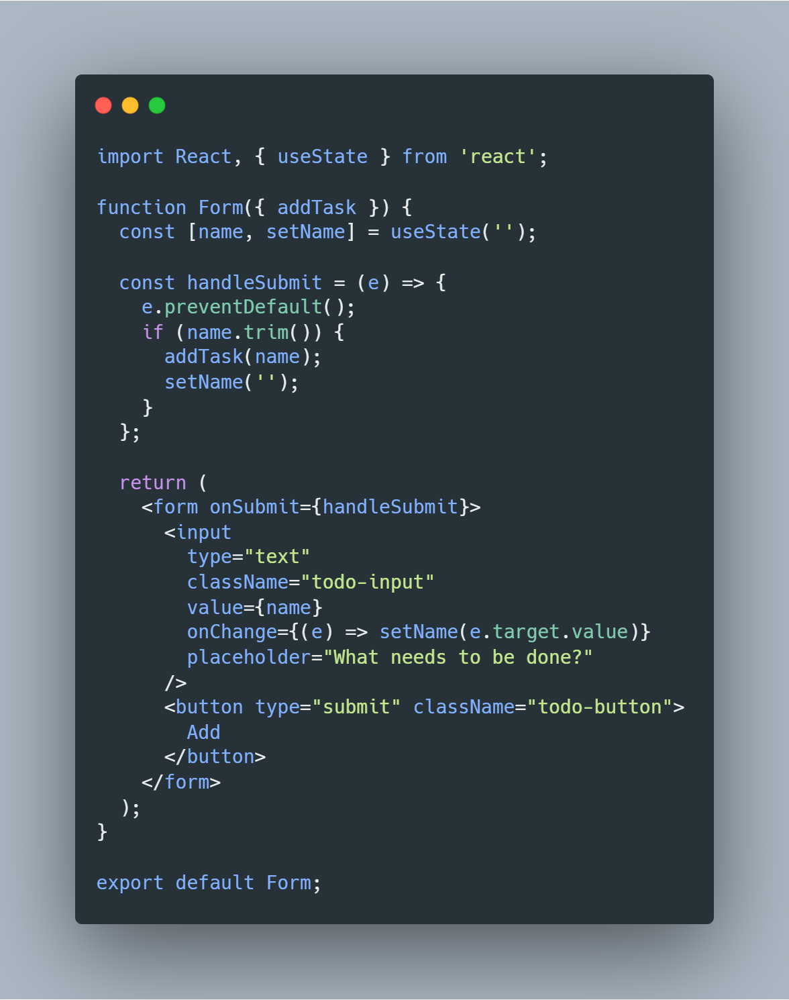 import React, { useState } from 'react';

function Form({ addTask }) {
  const [name, setName] = useState('');

  const handleSubmit = (e) => {
    e.preventDefault();
    if (name.trim()) {
      addTask(name);
      setName('');
    }
  };

  return (
    <form onSubmit={handleSubmit}>
      <input
        type="text"
        className="todo-input"
        value={name}
        onChange={(e) => setName(e.target.value)}
        placeholder="What needs to be done?"
      />
      <button type="submit" className="todo-button">
        Add
      </button>
    </form>
  );
}

export default Form;